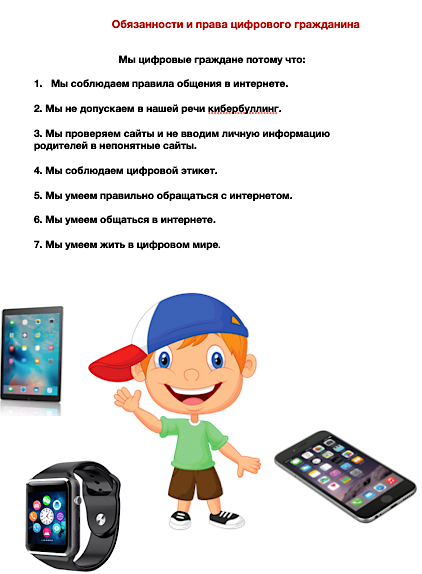 Обязанности и права цифрового гражданина
Мы цифровые граждане потому что:
1. Мы соблюдаем правила общения в интернете.
2. Мы не допускаем в нашей речи кибербуллинг.
3. Мы проверяем сайты и не вводим личную информацию
родителей в непонятные сайты.
4. Мы соблюдаем цифровой этикет.
5. Мы умеем правильно обращаться с интернетом.
6. Мы умеем общаться в интернете.
7. Мы умеем жить в цифровом мире.